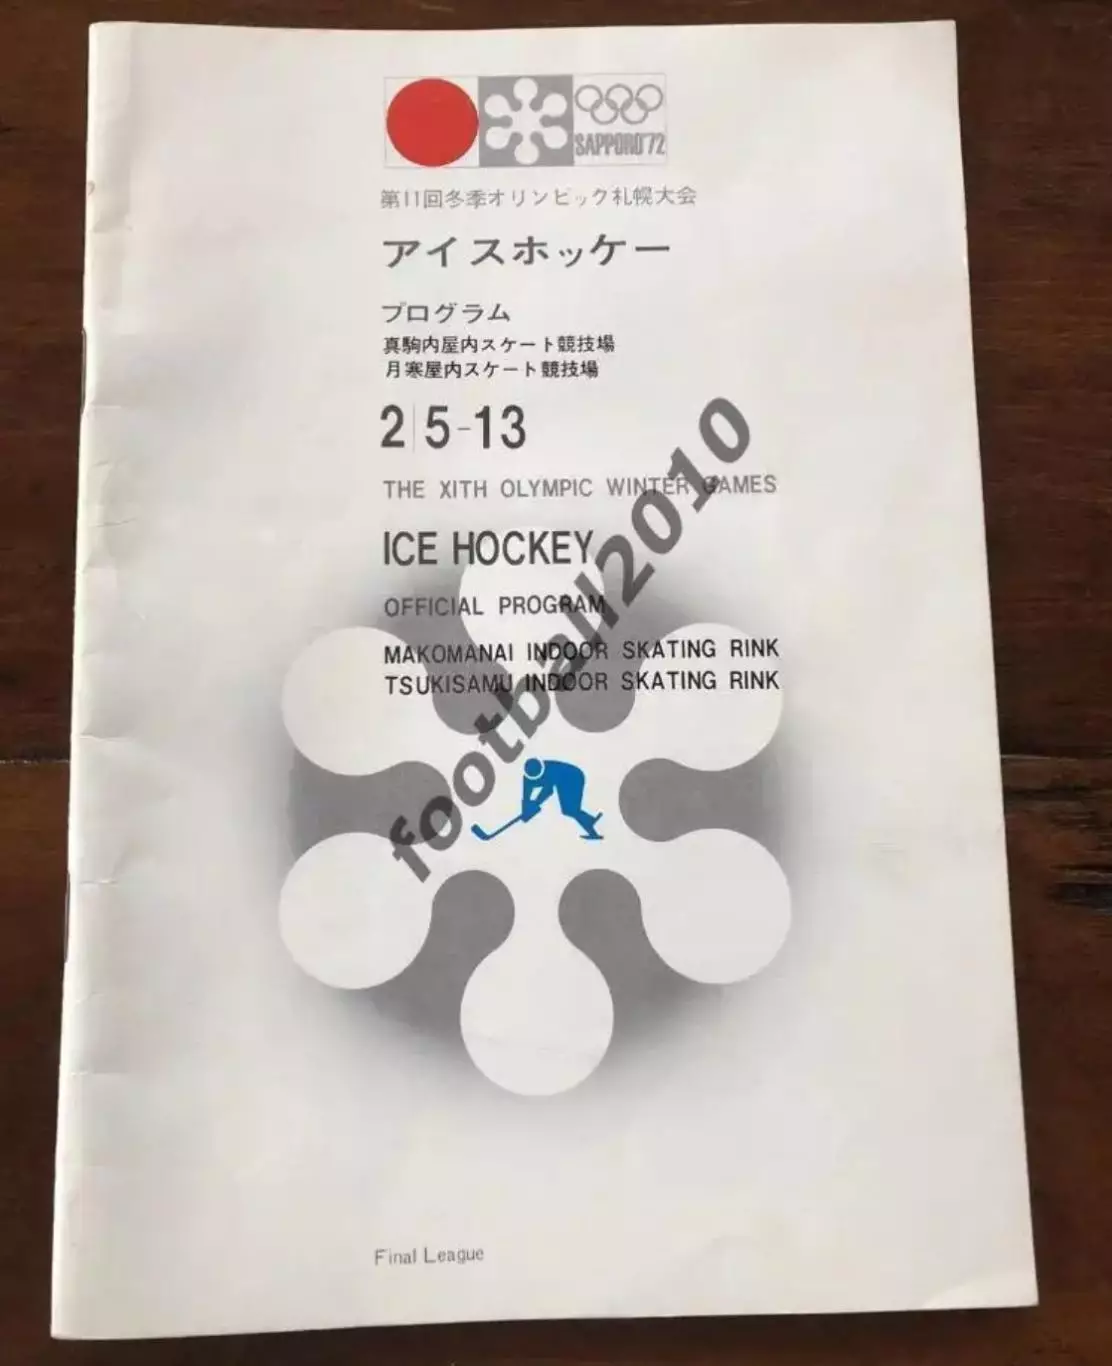 SAPPORO'72
第11回冬季オリンピック札幌大会
アイスホッケー
プログラム
真駒内屋内スケート競技場
月寒屋内スケート競技場
2|5-13
THE XITH OLYMPIC WINTER GAMES
ICE HOCKEY
OFFICIAL PROGRAM
MAKOMANAI INDOOR SKATING RINK
TSUKISAMU INDOOR SKATING RINK
football2010
Final League